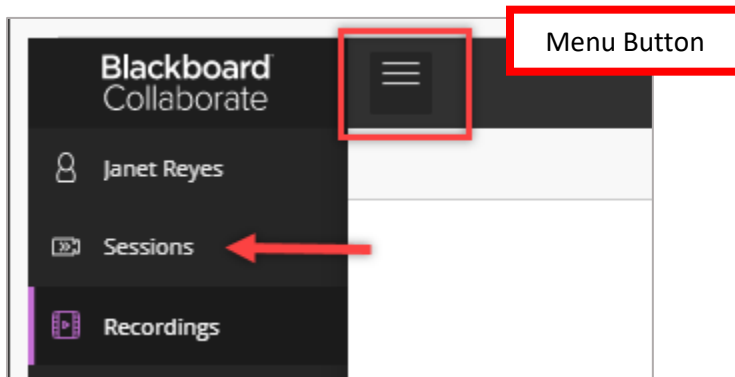 Menu Button
Blackboard
Collaborate
Janet Reyes
Sessions
Recordings